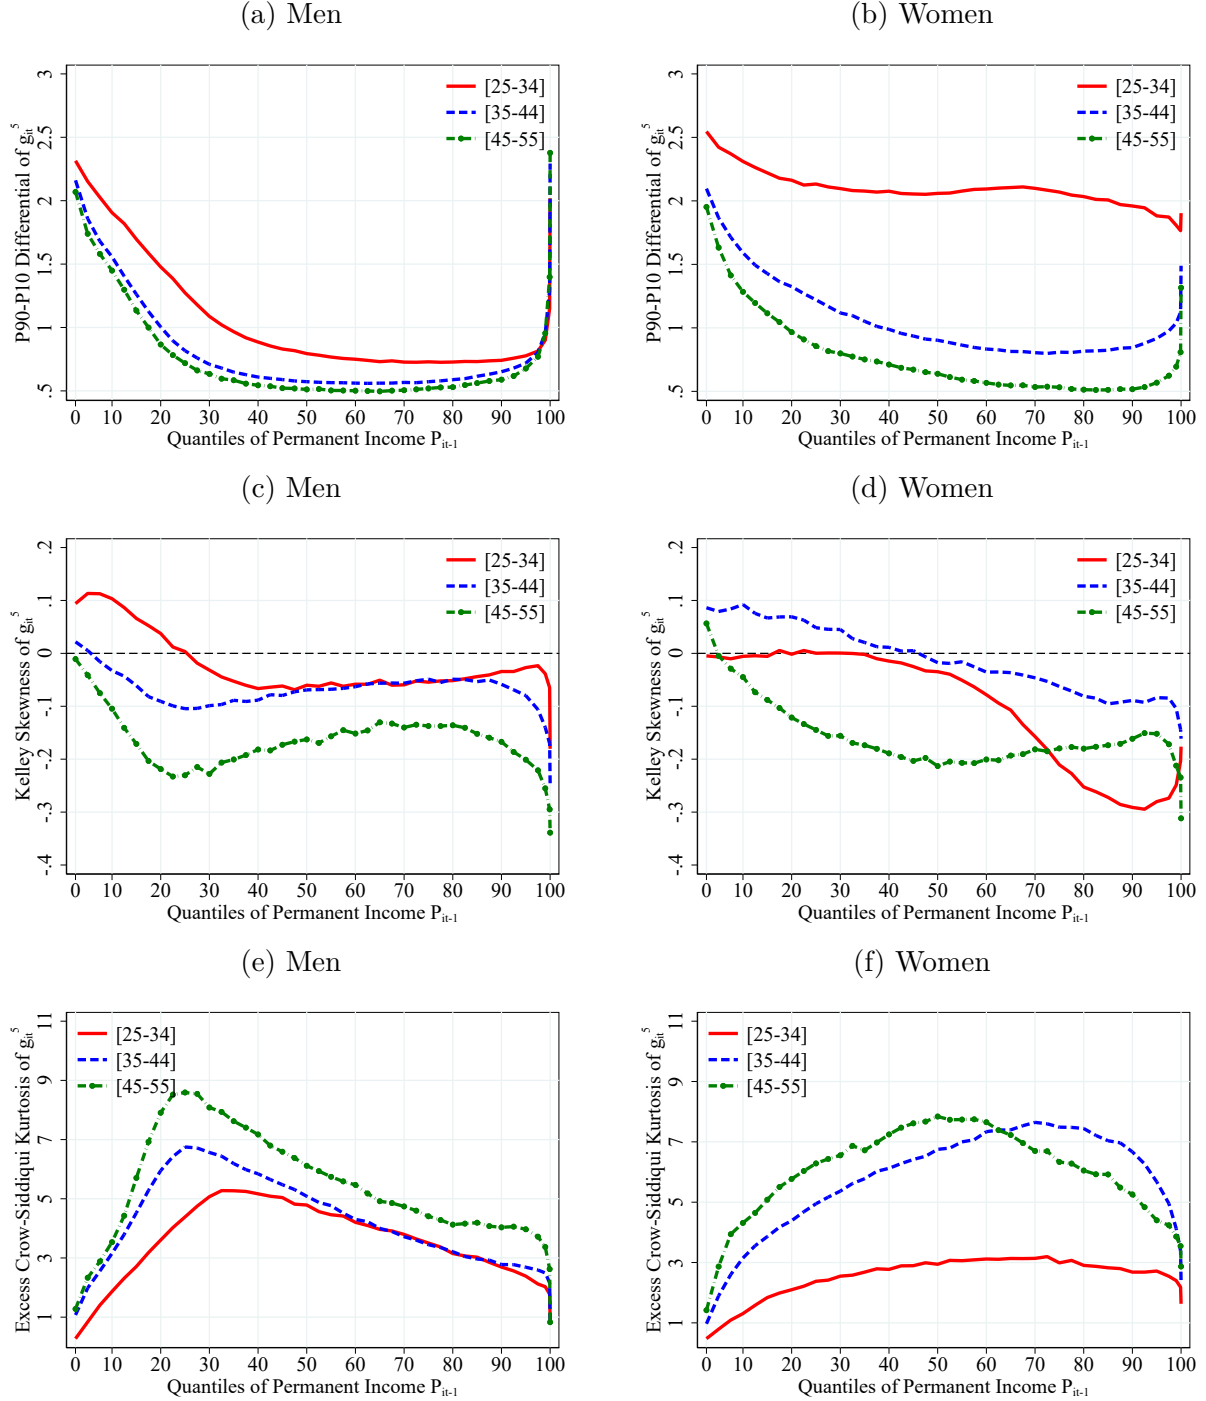 (a) Men
(b) Women
P90-P10 Differential of g_it^5
3
2.5
2
1.5
1
.5
[25-34]
[35-44]
[45-55]
0 10 20 30 40 50 60 70 80 90 100
Quantiles of Permanent Income P_it-1
P90-P10 Differential of g_it^5
3
2.5
2
1.5
1
.5
[25-34]
[35-44]
[45-55]
0 10 20 30 40 50 60 70 80 90 100
Quantiles of Permanent Income P_it-1
(c) Men
(d) Women
Kelley Skewness of g_it^5
.2
.1
0
-.1
-.2
-.3
-.4
[25-34]
[35-44]
[45-55]
0 10 20 30 40 50 60 70 80 90 100
Quantiles of Permanent Income P_it-1
Kelley Skewness of g_it^5
.2
.1
0
-.1
-.2
-.3
-.4
[25-34]
[35-44]
[45-55]
0 10 20 30 40 50 60 70 80 90 100
Quantiles of Permanent Income P_it-1
(e) Men
(f) Women
Excess Crow-Siddiqui Kurtosis of g_it^5
11
9
7
5
3
1
[25-34]
[35-44]
[45-55]
0 10 20 30 40 50 60 70 80 90 100
Quantiles of Permanent Income P_it-1
Excess Crow-Siddiqui Kurtosis of g_it^5
11
9
7
5
3
1
[25-34]
[35-44]
[45-55]
0 10 20 30 40 50 60 70 80 90 100
Quantiles of Permanent Income P_it-1